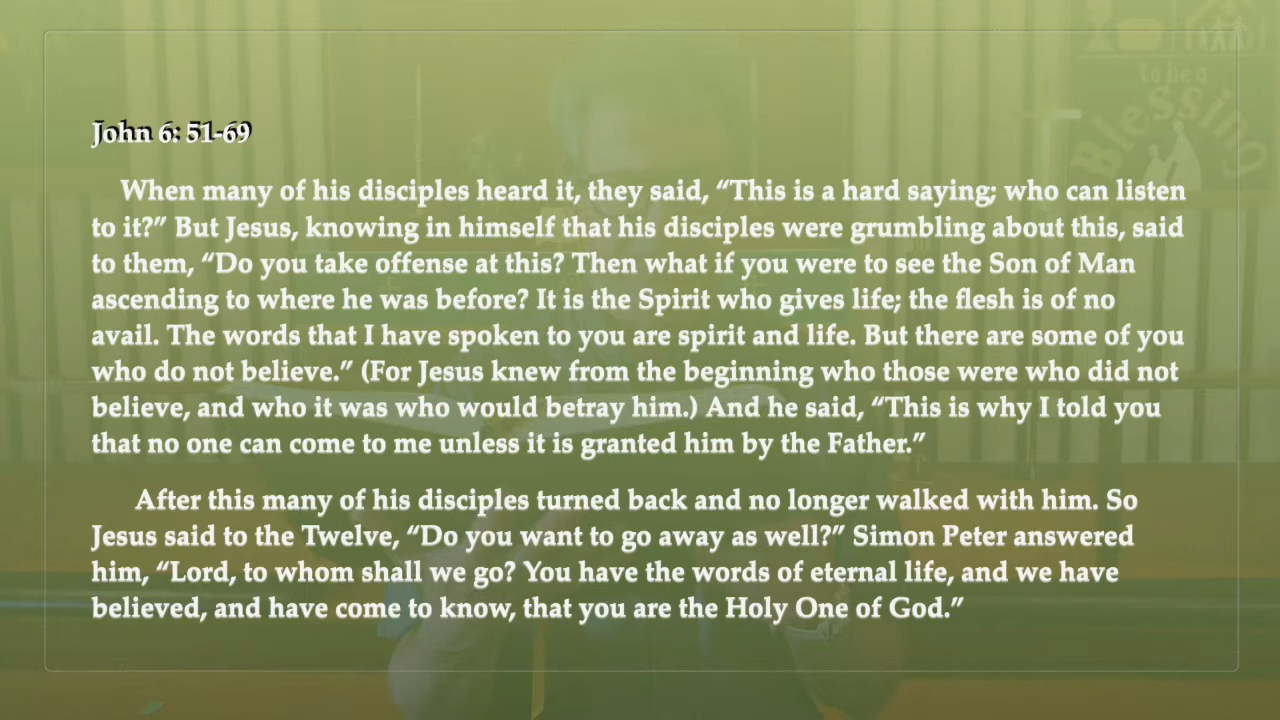 to be a
Blessing
John 6: 51-69
When many of his disciples heard it, they said, “This is a hard saying; who can listen
to it?” But Jesus, knowing in himself that his disciples were grumbling about this, said
to them, “Do you take offense at this? Then what if you were to see the Son of Man
ascending to where he was before? It is the Spirit who gives life; the flesh is of no
avail. The words that I have spoken to you are spirit and life. But there are some of you
who do not believe.” (For Jesus knew from the beginning who those were who did not
believe, and who it was who would betray him.) And he said, “This is why I told you
that no one can come to me unless it is granted him by the Father.”
After this many of his disciples turned back and no longer walked with him. So
Jesus said to the Twelve, “Do you want to go away as well?” Simon Peter answered
him, “Lord, to whom shall we go? You have the words of eternal life, and we have
believed, and have come to know, that you are the Holy One of God.”